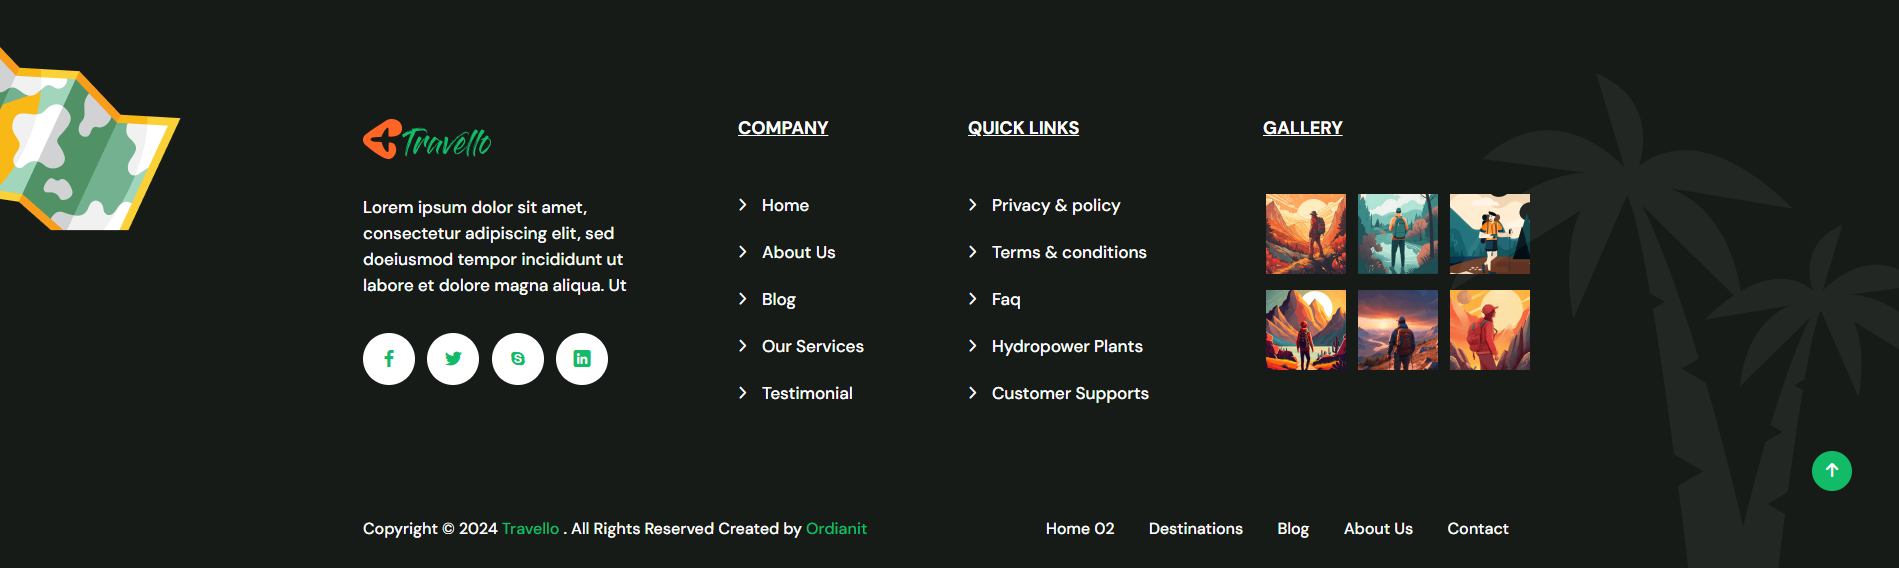 Travello
Lorem ipsum dolor sit amet,
consectetur adipiscing elit, sed
doeiusmod tempor incididunt ut
labore et dolore magna aliqua. Ut
COMPANY
Home
About Us
Blog
Our Services
Testimonial
QUICK LINKS
Privacy & policy
Terms & conditions
Faq
Hydropower Plants
Customer Supports
GALLERY
Copyright © 2024 Travello . All Rights Reserved Created by Ordianit
Home 02 Destinations Blog About Us Contact